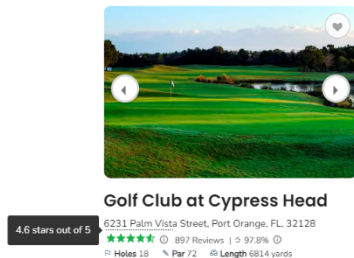 Golf Club at Cypress Head
6231 Palm Vista Street, Port Orange, FL, 32128
4.6 stars out of 5
897 Reviews | 97.8%
Holes 18 Par 72 Length 6814 yards